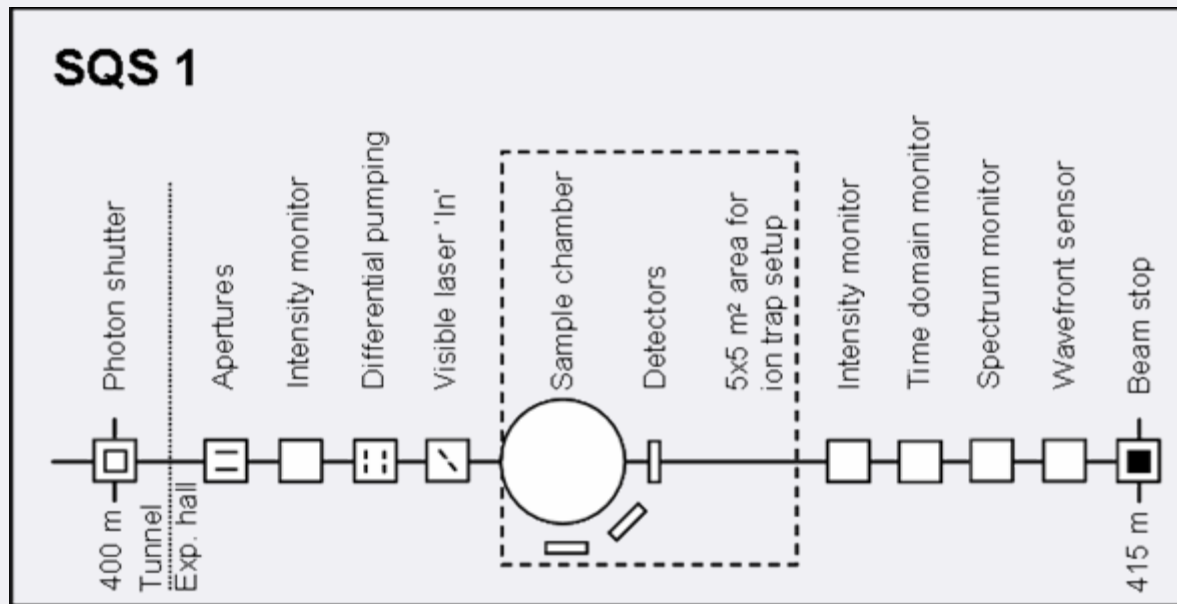 SQS 1
Photon shutter
Apertures
Intensity monitor
Differential pumping
Visible laser 'In'
Sample chamber
Detectors
5x5 m² area for
ion trap setup
Intensity monitor
Time domain monitor
Spectrum monitor
Wavefront sensor
Beam stop
400 m
Tunnel
Exp. hall
415 m